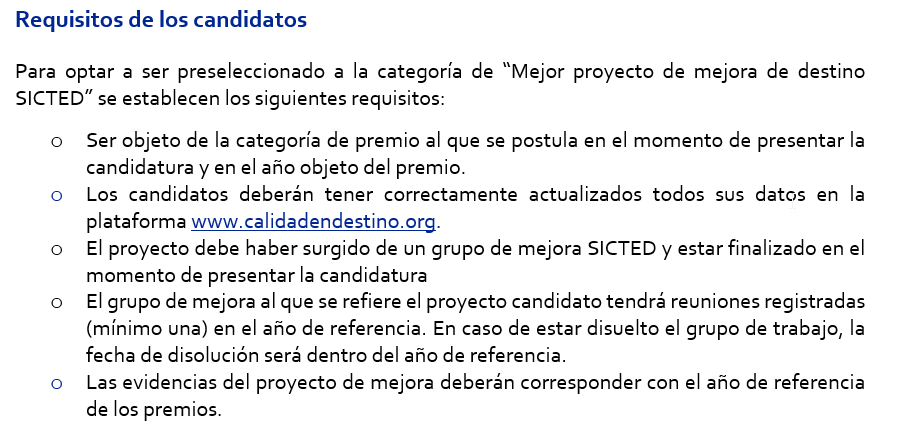 Requisitos de los candidatos
Para optar a ser preseleccionado a la categoría de “Mejor proyecto de mejora de destino
SICTED” se establecen los siguientes requisitos:
o Ser objeto de la categoría de premio al que se postula en el momento de presentar la
candidatura y en el año objeto del premio.
o Los candidatos deberán tener correctamente actualizados todos sus datos en la
plataforma www.calidadendestino.org.
o El proyecto debe haber surgido de un grupo de mejora SICTED y estar finalizado en el
momento de presentar la candidatura
o El grupo de mejora al que se refiere el proyecto candidato tendrá reuniones registradas
(mínimo una) en el año de referencia. En caso de estar disuelto el grupo de trabajo, la
fecha de disolución será dentro del año de referencia.
o Las evidencias del proyecto de mejora deberán corresponder con el año de referencia
de los premios.